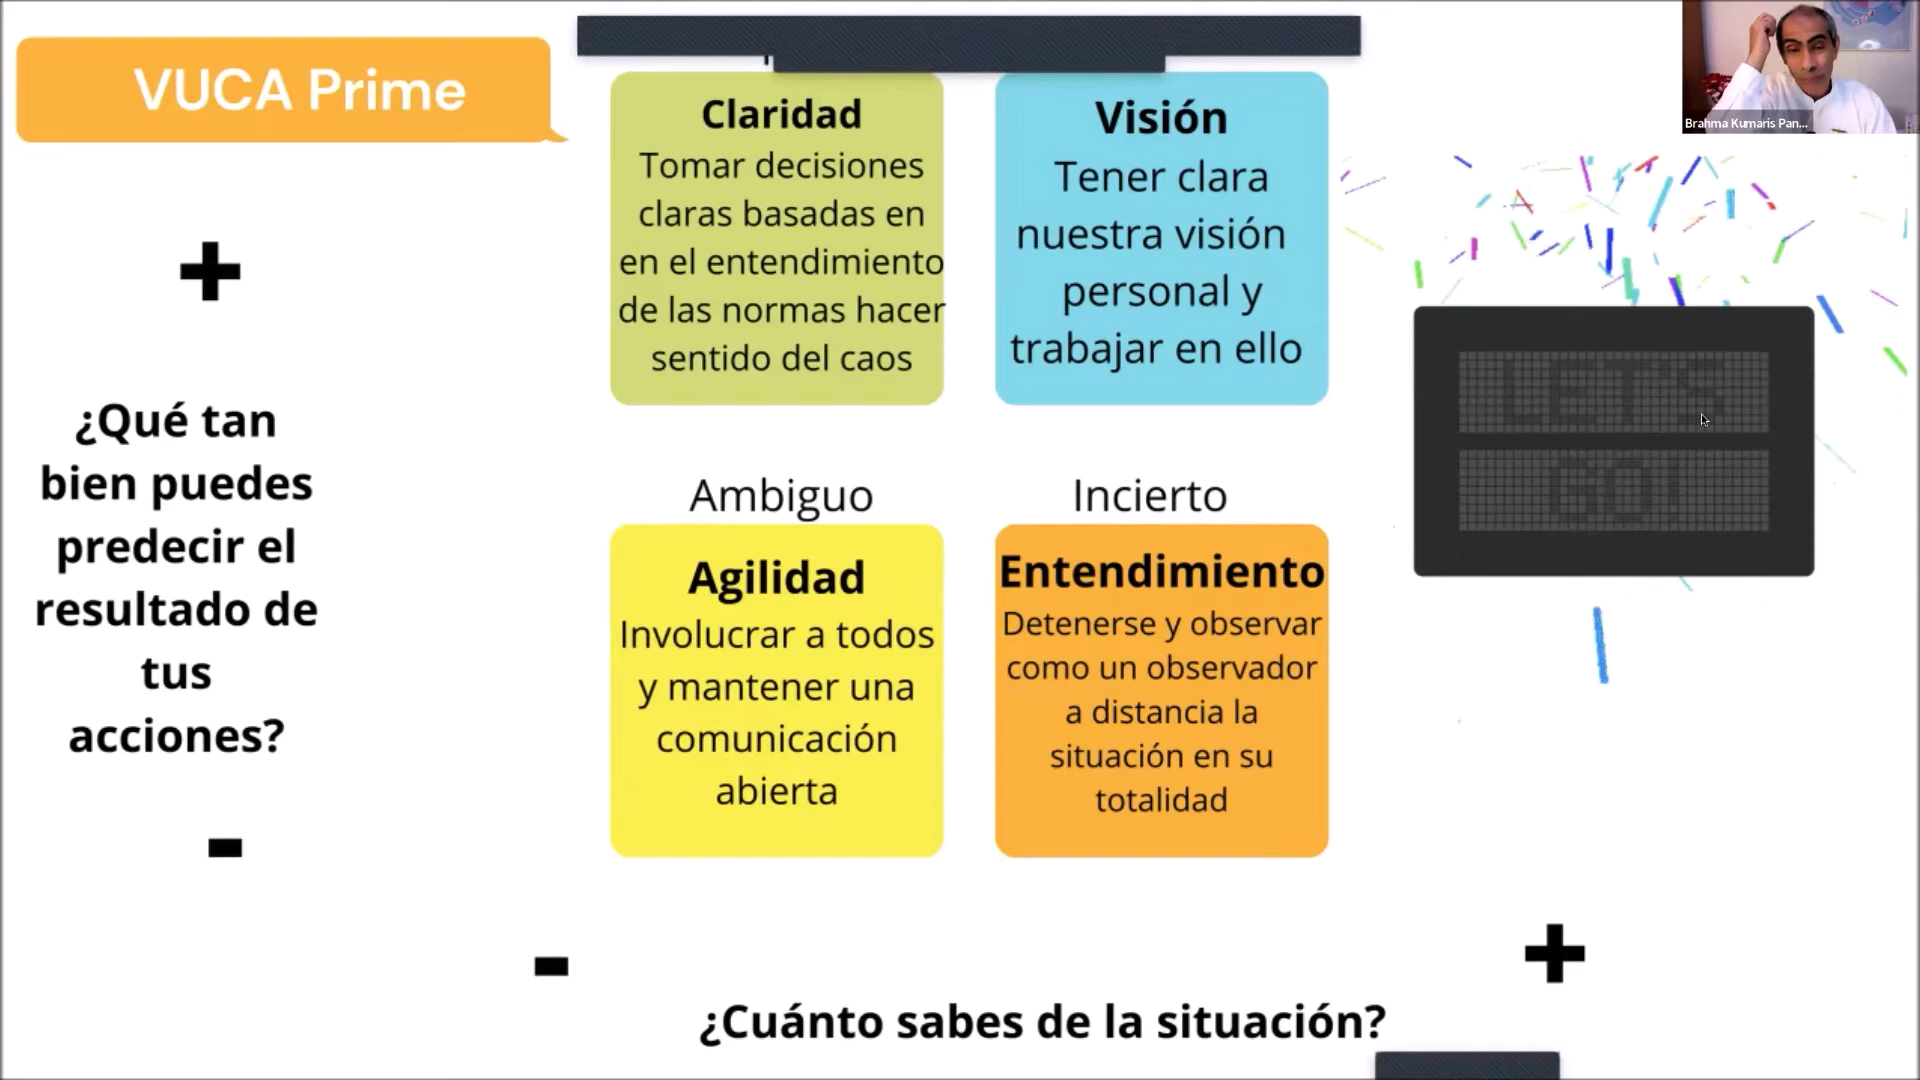 VUCA Prime
Claridad
Tomar decisiones
claras basadas en
en el entendimiento
de las normas hacer
sentido del caos
Visión
Tener clara
nuestra visión
personal y
trabajar en ello
Brahma Kumaris Pan...
+
¿Qué tan
bien puedes
predecir el
resultado de
tus
acciones?
-
LET'S
GO!
Ambiguo
Incierto
Agilidad
Involucrar a todos
y mantener una
comunicación
abierta
Entendimiento
Detenerse y observar
como un observador
a distancia la
situación en su
totalidad
-
+
¿Cuánto sabes de la situación?